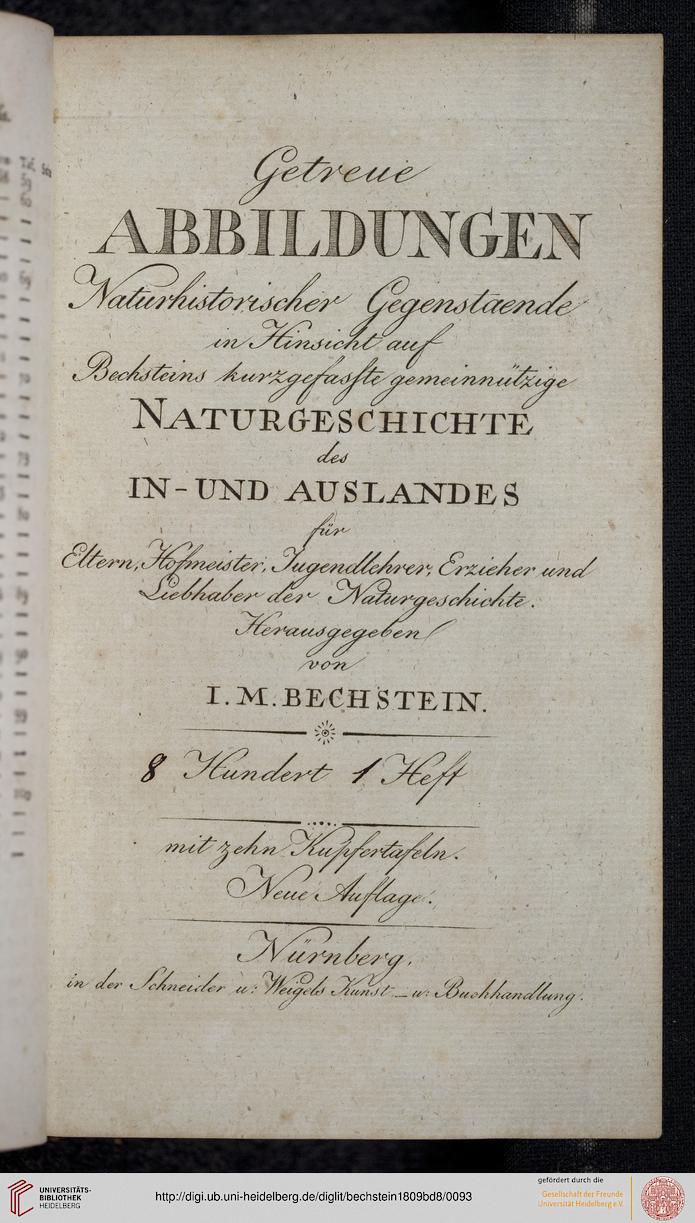 Getreue
ABBILDUNGEN
Naturhistorischer Gegenstaende
in Hinsicht auf
Bechsteins kurzgefaſste gemeinnützige
NATURGESCHICHTE
des
IN-UND AUSLANDES
für
Eltern, Hofmeister, Jugendlehrer, Erzieher und
Liebhaber der Naturgeschichte.
Herausgegeben
von
I. M. BECHSTEIN.
8 Hundert 1 Heft
mit zehn Kupfertafeln.
Neue Auflage.
Nürnberg,
in der Schneider u: Weigels Kunst_u: Buchhandlung.
UNIVERSITÄTS-
BIBLIOTHEK
HEIDELBERG
http://digi.ub.uni-heidelberg.de/diglit/bechstein1809bd8/0093
gefördert durch die
Gesellschaft der Freunde
Universität Heidelberg e.V.